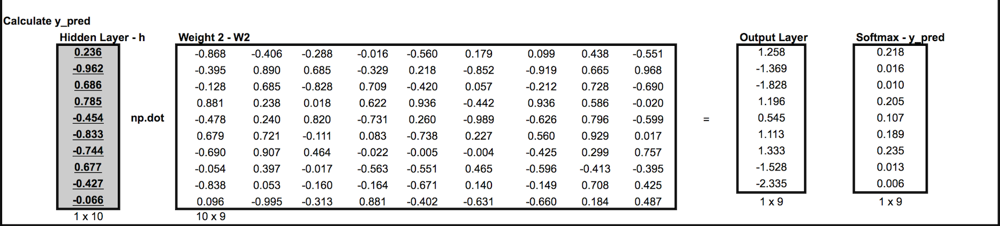 Calculate y_pred
Hidden Layer - h Weight 2 - W2 Output Layer Softmax - y_pred
0.236 -0.868 -0.406 -0.288 -0.016 -0.560 0.179 0.099 0.438 -0.551 1.258 0.218
-0.962 -0.395 0.890 0.685 -0.329 0.218 -0.852 -0.919 0.665 0.968 -1.369 0.016
0.686 -0.128 0.685 -0.828 0.709 -0.420 0.057 -0.212 0.728 -0.690 -1.828 0.010
0.785 0.881 0.238 0.018 0.622 0.936 -0.442 0.936 0.586 -0.020 1.196 0.205
-0.454 np.dot -0.478 0.240 0.820 -0.731 0.260 -0.989 -0.626 0.796 -0.599 = 0.545 0.107
-0.833 0.679 0.721 -0.111 0.083 -0.738 0.227 0.560 0.929 0.017 1.113 0.189
-0.744 -0.690 0.907 0.464 -0.022 -0.005 -0.004 -0.425 0.299 0.757 1.333 0.235
0.677 -0.054 0.397 -0.017 -0.563 -0.551 0.465 -0.596 -0.413 -0.395 -1.528 0.013
-0.427 -0.838 0.053 -0.160 -0.164 -0.671 0.140 -0.149 0.708 0.425 -2.335 0.006
-0.066 0.096 -0.995 -0.313 0.881 -0.402 -0.631 -0.660 0.184 0.487 1 x 9 1 x 9
1 x 10 10 x 9